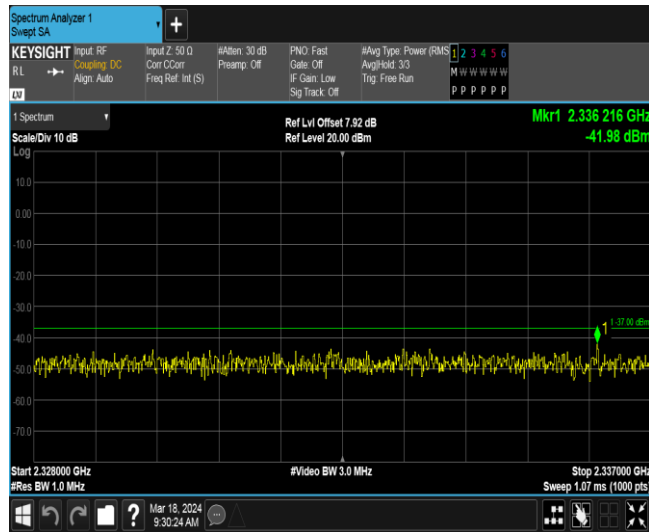 Spectrum Analyzer 1
Swept SA
+
KEYSIGHT
RL
LXI
Input: RF
Coupling: DC
Align: Auto
Input Z: 50 Ω
Corr CCorr
Freq Ref: Int (S)
#Atten: 30 dB
Preamp: Off
PNO: Fast
Gate: Off
IF Gain: Low
Sig Track: Off
#Avg Type: Power (RMS
Avg|Hold: 3/3
Trig: Free Run
1 2 3 4 5 6
M W W W W W
P P P P P P
1 Spectrum
Scale/Div 10 dB
Log
Ref Lvl Offset 7.92 dB
Ref Level 20.00 dBm
Mkr1 2.336 216 GHz
-41.98 dBm
10.0
0.00
-10.0
-20.0
-30.0
-40.0
-50.0
-60.0
-70.0
1 -37.00 dBm
1
Start 2.328000 GHz
#Res BW 1.0 MHz
#Video BW 3.0 MHz
Stop 2.337000 GHz
Sweep 1.07 ms (1000 pts)
?
Mar 18, 2024
9:30:24 AM